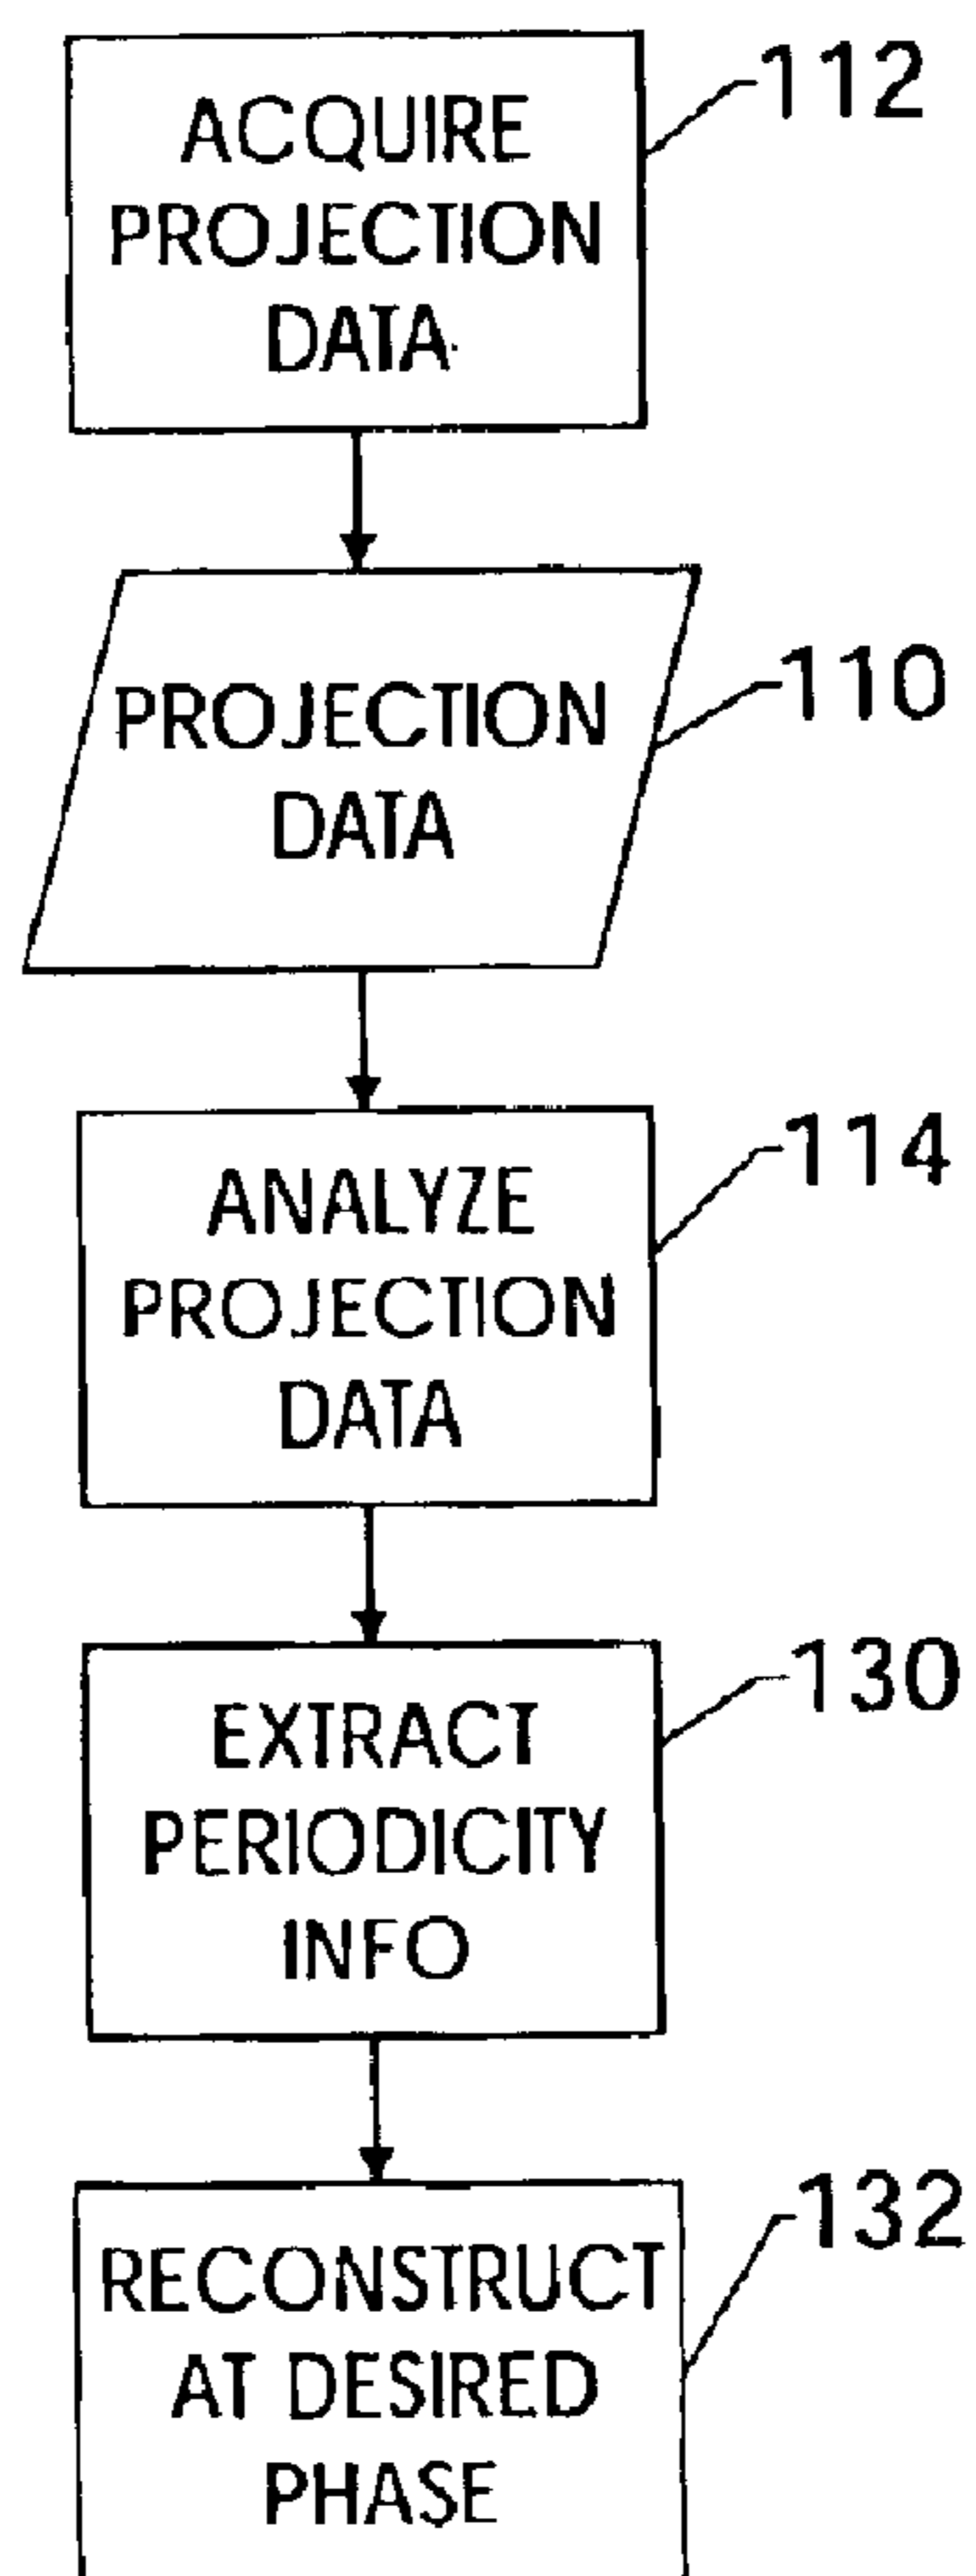 ACQUIRE
PROJECTION
DATA
112
PROJECTION
DATA
110
ANALYZE
PROJECTION
DATA
114
EXTRACT
PERIODICITY
INFO
130
RECONSTRUCT
AT DESIRED
PHASE
132